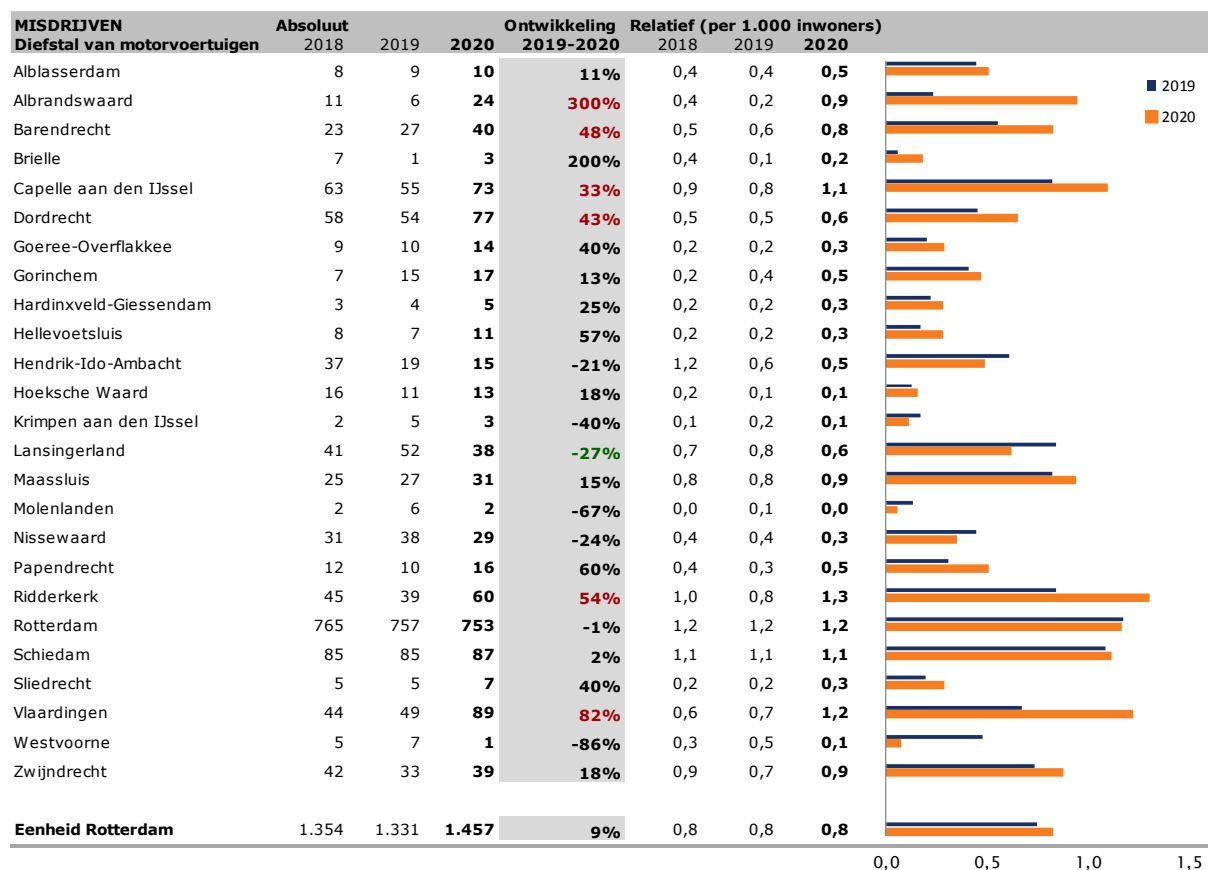 MISDRIJVEN Absoluut Ontwikkeling Relatief (per 1.000 inwoners)
Diefstal van motorvoertuigen 2018 2019 2020 2019-2020 2018 2019 2020
Alblasserdam 8 9 10 11% 0,4 0,4 0,5
2019
Albrandswaard 11 6 24 300% 0,4 0,2 0,9
2020
Barendrecht 23 27 40 48% 0,5 0,6 0,8
Brielle 7 1 3 200% 0,4 0,1 0,2
Capelle aan den IJssel 63 55 73 33% 0,9 0,8 1,1
Dordrecht 58 54 77 43% 0,5 0,5 0,6
Goeree-Overflakkee 9 10 14 40% 0,2 0,2 0,3
Gorinchem 7 15 17 13% 0,2 0,4 0,5
Hardinxveld-Giessendam 3 4 5 25% 0,2 0,2 0,3
Hellevoetsluis 8 7 11 57% 0,2 0,2 0,3
Hendrik-Ido-Ambacht 37 19 15 -21% 1,2 0,6 0,5
Hoeksche Waard 16 11 13 18% 0,2 0,1 0,1
Krimpen aan den IJssel 2 5 3 -40% 0,1 0,2 0,1
Lansingerland 41 52 38 -27% 0,7 0,8 0,6
Maassluis 25 27 31 15% 0,8 0,8 0,9
Molenlanden 2 6 2 -67% 0,0 0,1 0,0
Nissewaard 31 38 29 -24% 0,4 0,4 0,3
Papendrecht 12 10 16 60% 0,4 0,3 0,5
Ridderkerk 45 39 60 54% 1,0 0,8 1,3
Rotterdam 765 757 753 -1% 1,2 1,2 1,2
Schiedam 85 85 87 2% 1,1 1,1 1,1
Sliedrecht 5 5 7 40% 0,2 0,2 0,3
Vlaardingen 44 49 89 82% 0,6 0,7 1,2
Westvoorne 5 7 1 -86% 0,3 0,5 0,1
Zwijndrecht 42 33 39 18% 0,9 0,7 0,9
Eenheid Rotterdam 1.354 1.331 1.457 9% 0,8 0,8 0,8
0,0 0,5 1,0 1,5